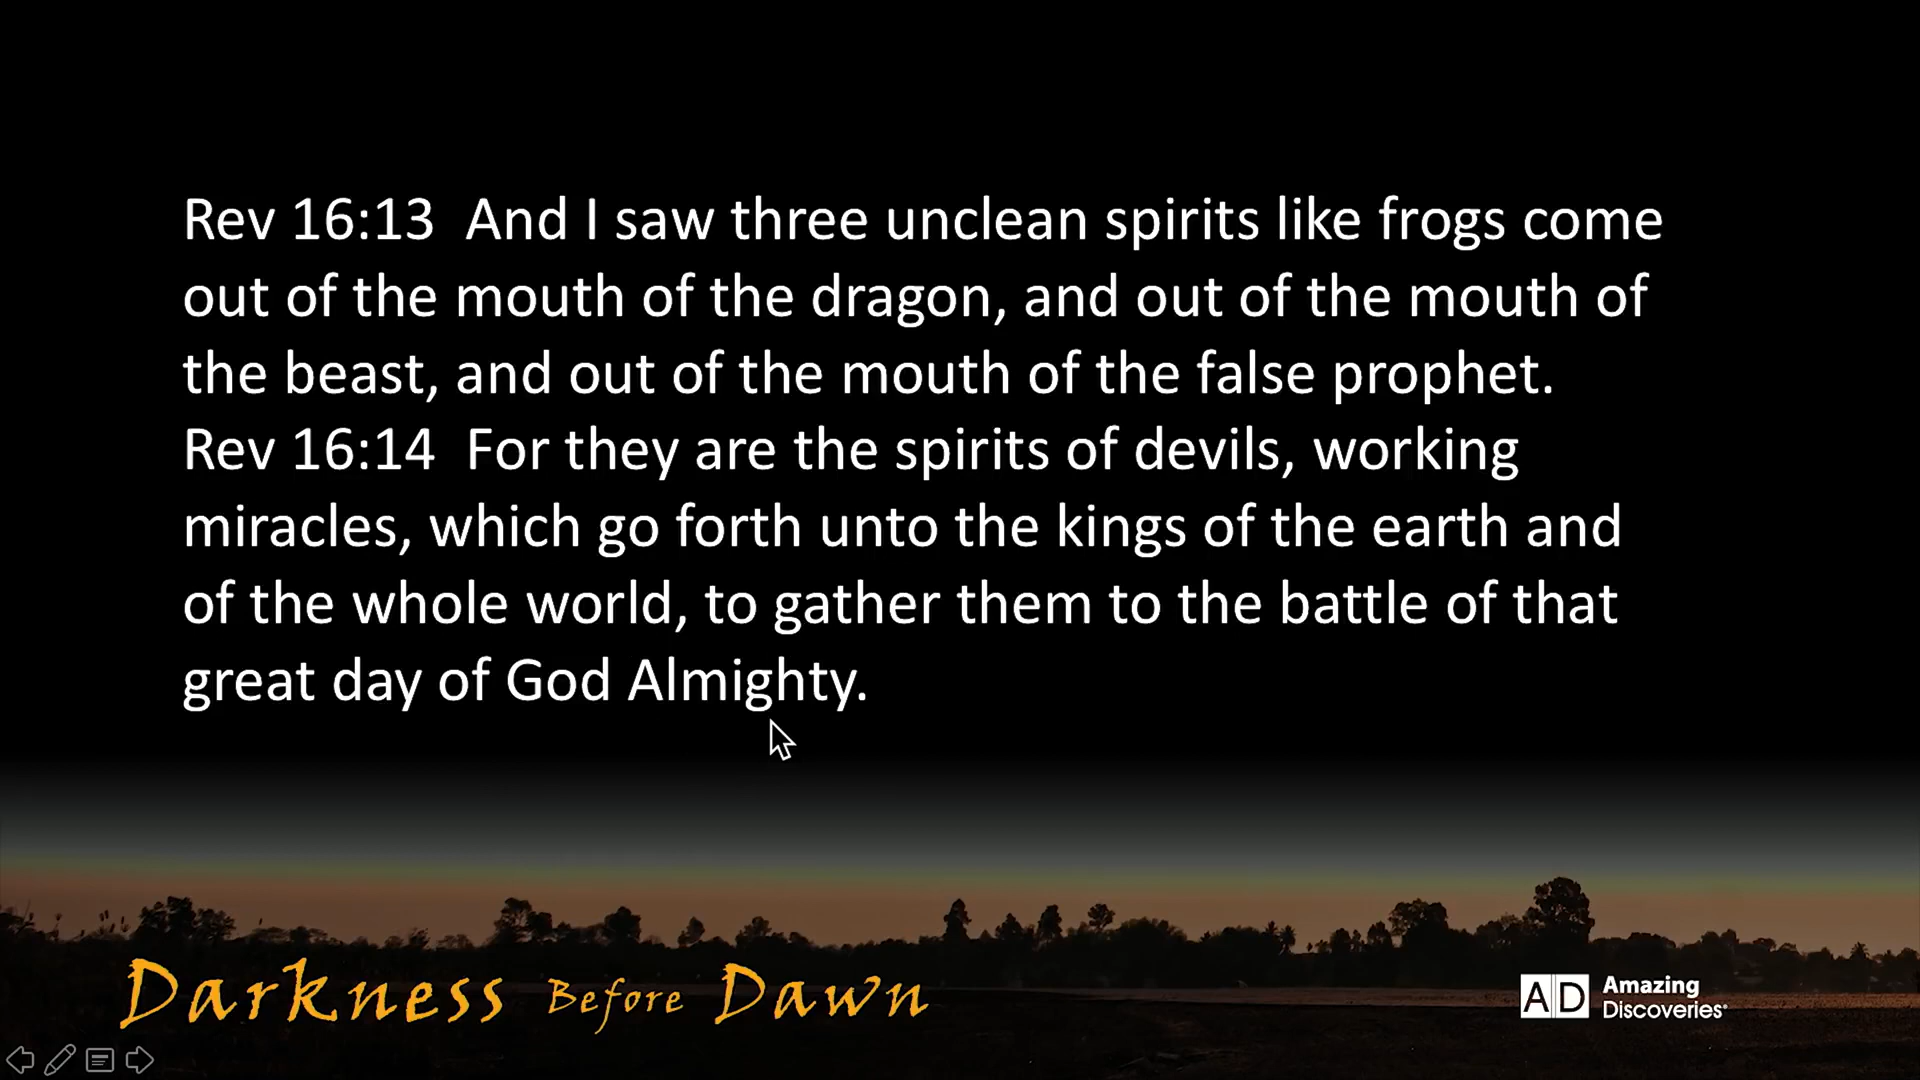 Rev 16:13  And I saw three unclean spirits like frogs come
out of the mouth of the dragon, and out of the mouth of
the beast, and out of the mouth of the false prophet.
Rev 16:14  For they are the spirits of devils, working
miracles, which go forth unto the kings of the earth and
of the whole world, to gather them to the battle of that
great day of God Almighty.
Darkness Before Dawn
AD
Amazing
Discoveries®